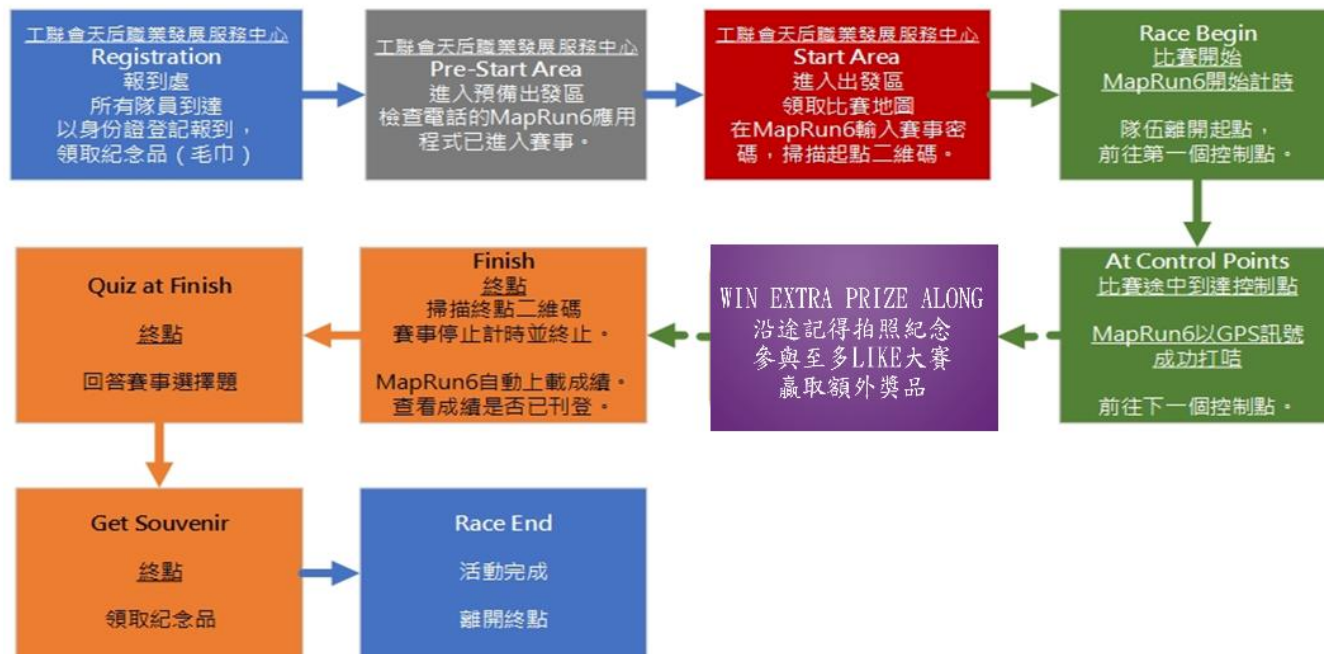 工聯會天后職業發展服務中心
Registration
報到處
所有隊員到達
以身份證登記報到，
領取紀念品（毛巾）
工聯會天后職業發展服務中心
Pre-Start Area
進入預備出發區
檢查電話的MapRun6應用
程式已進入賽事。
工聯會天后職業發展服務中心
Start Area
進入出發區
領取比賽地圖
在MapRun6輸入賽事密
碼，掃描起點二維碼。
Race Begin
比賽開始
MapRun6開始計時
隊伍離開起點，
前往第一個控制點。
At Control Points
比賽途中到達控制點
MapRun6以GPS訊號
成功打咭
前往下一個控制點。
WIN EXTRA PRIZE ALONG
沿途記得拍照紀念
參與至多LIKE大賽
贏取額外獎品
Finish
終點
掃描終點二維碼
賽事停止計時並終止。
MapRun6自動上載成績。
查看成績是否已刊登。
Quiz at Finish
終點
回答賽事選擇題
Get Souvenir
終點
領取紀念品
Race End
活動完成
離開終點